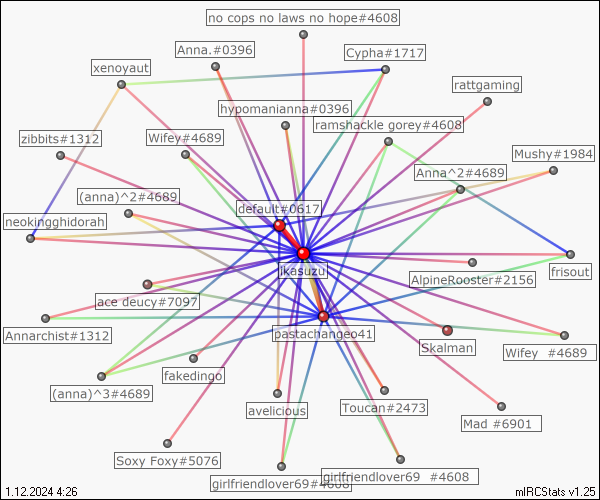 no cops no laws no hope#4608
Anna.#0396
Cypha#1717
xenoyaut
rattgaming
hypomanianna#0396
ramshackle gorey#4608
zibbits#1312
Wifey#4689
Mushy#1984
Anna^2#4689
(anna)^2#4689
default#0617
neokingghidorah
ikesuzu
frisout
AlpineRooster#2156
ace deucy#7097
Annarchist#1312
pastachangeo41
Skalman
Wifey #4689
fakedingo
(anna)^3#4689
avelicious
Toucan#2473
Mad #6901
Soxy Foxy#5076
girlfriendlover69#4608
girlfriendlover69 #4608
1.12.2024 4:26
mIRCStats v1.25